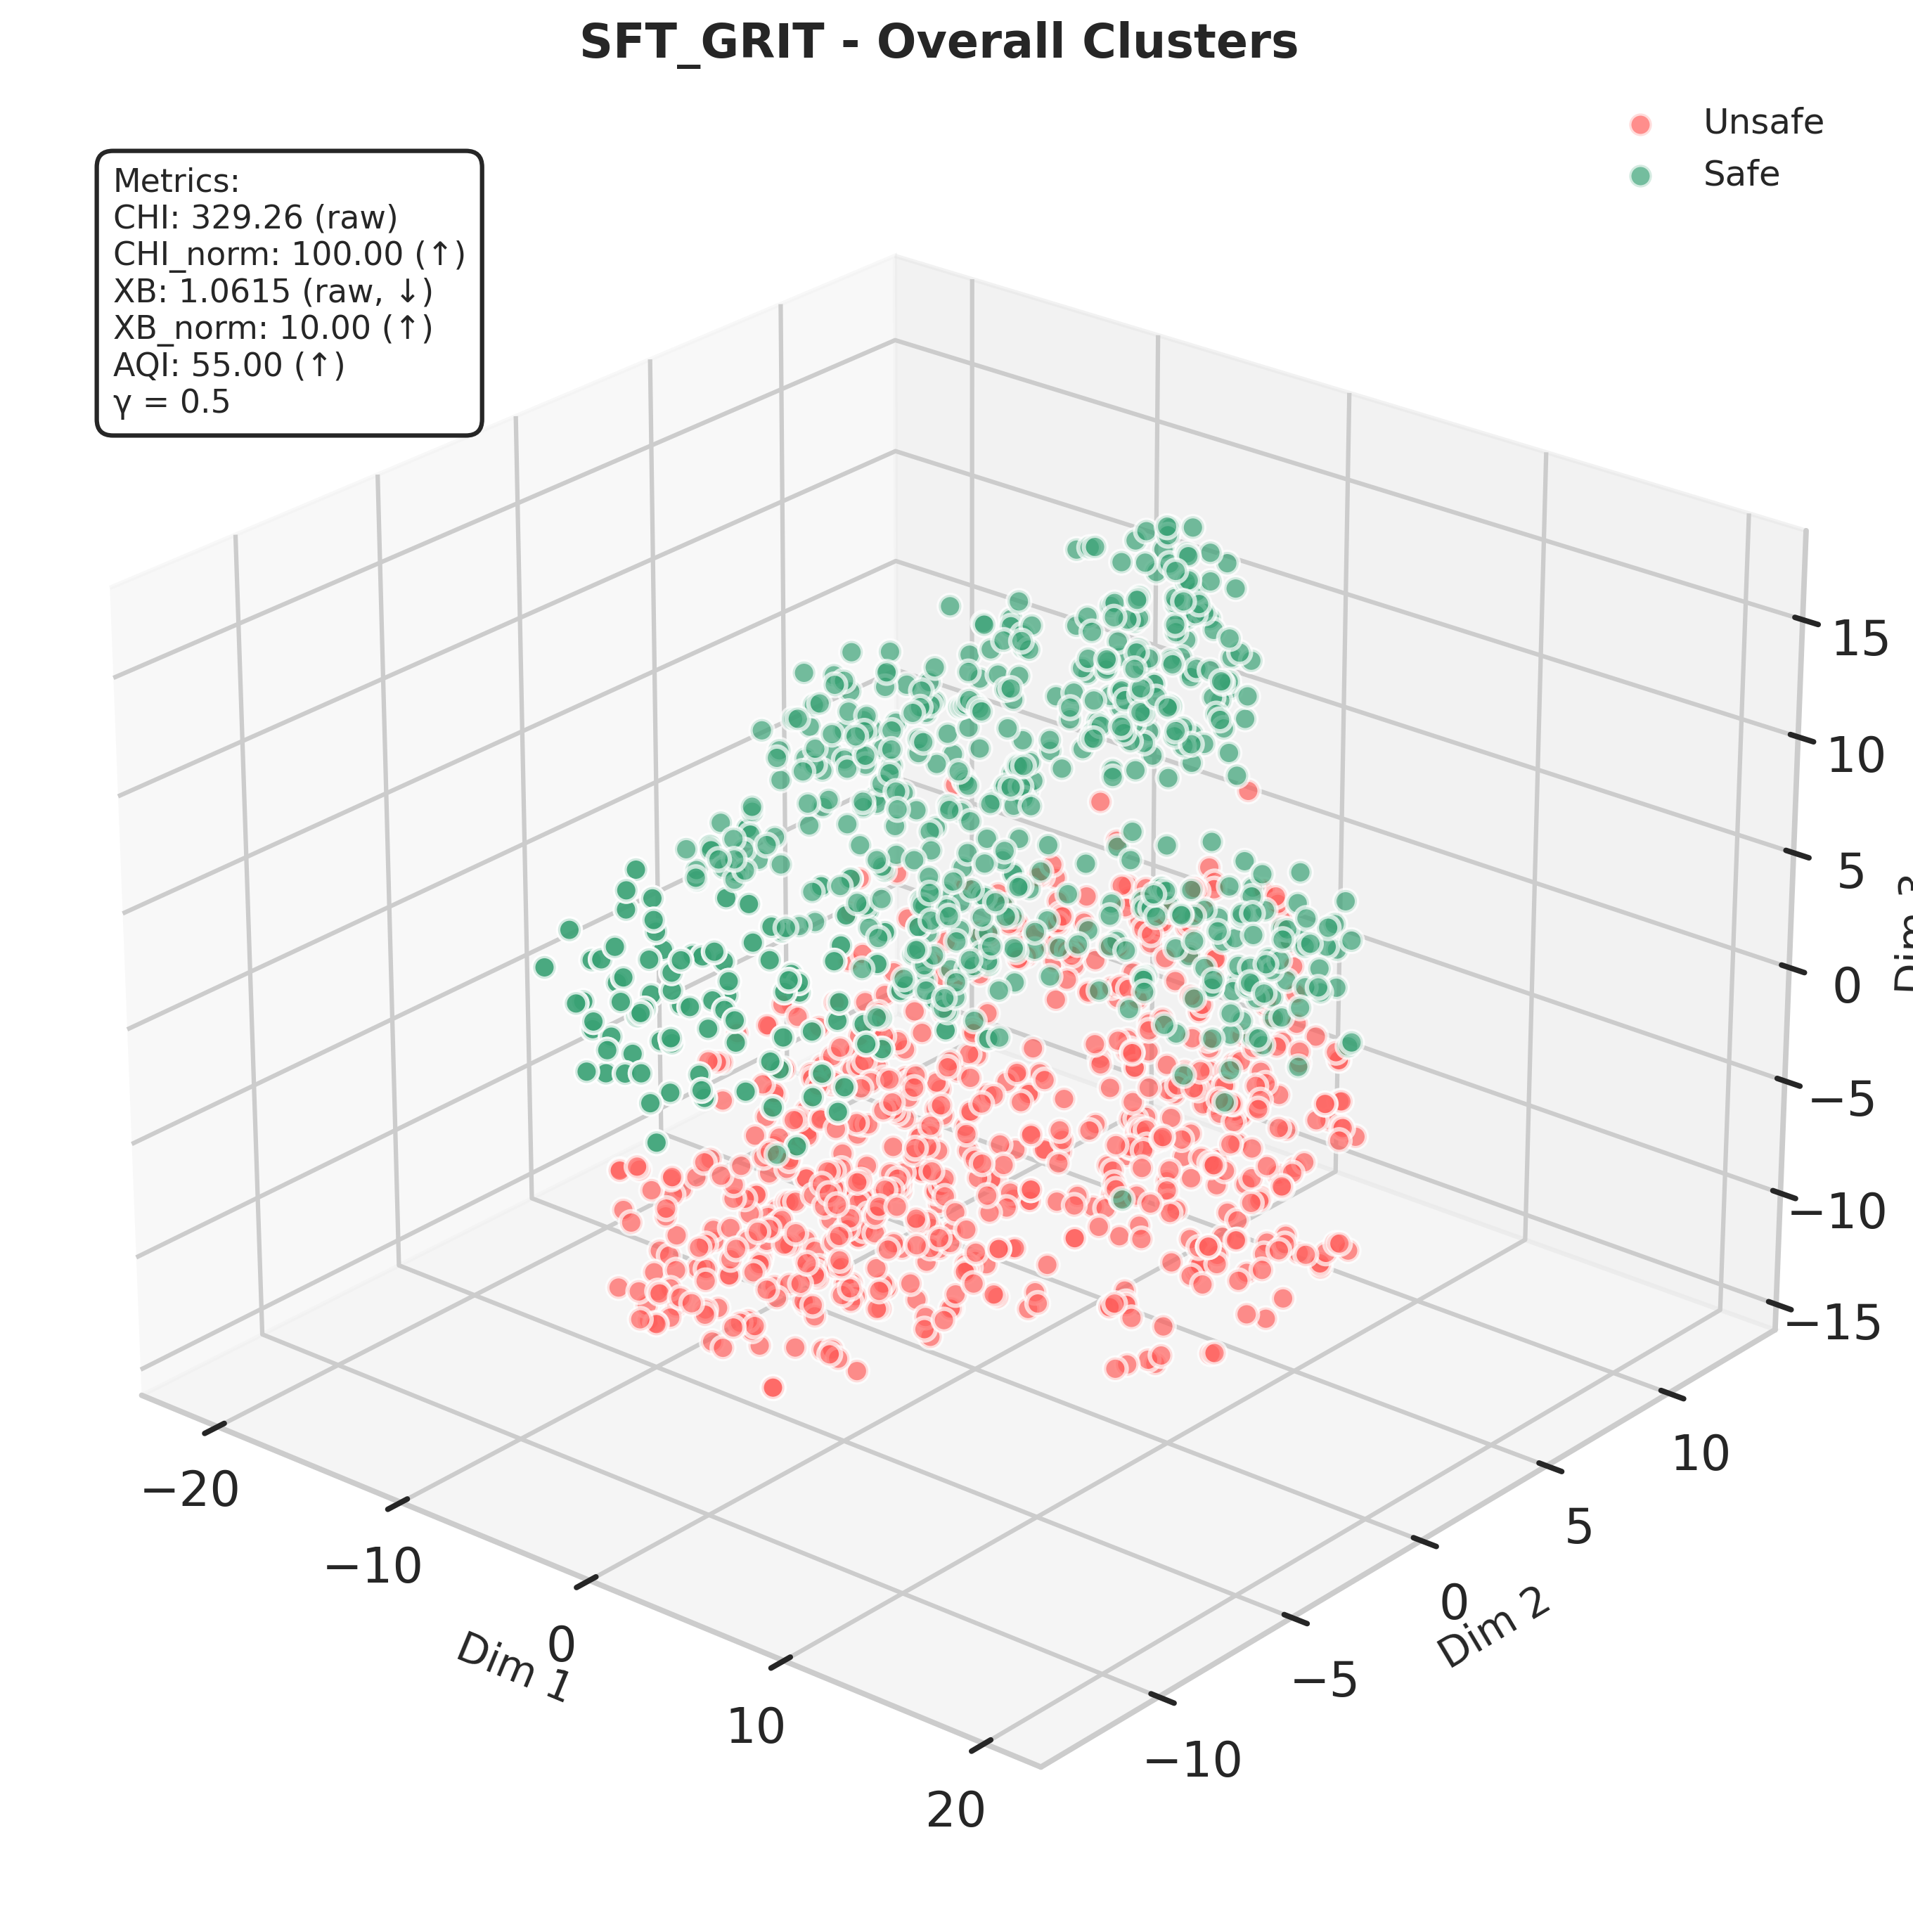 SFT_GRIT - Overall Clusters
Unsafe
Safe
Metrics:
CHI: 329.26 (raw)
CHI_norm: 100.00 (↑)
XB: 1.0615 (raw, ↓)
XB_norm: 10.00 (↑)
AQI: 55.00 (↑)
γ = 0.5
15
10
5
0
−5
−10
−15
Dim 3
−20
−10
0
10
20
Dim 1
10
5
0
−5
−10
Dim 2